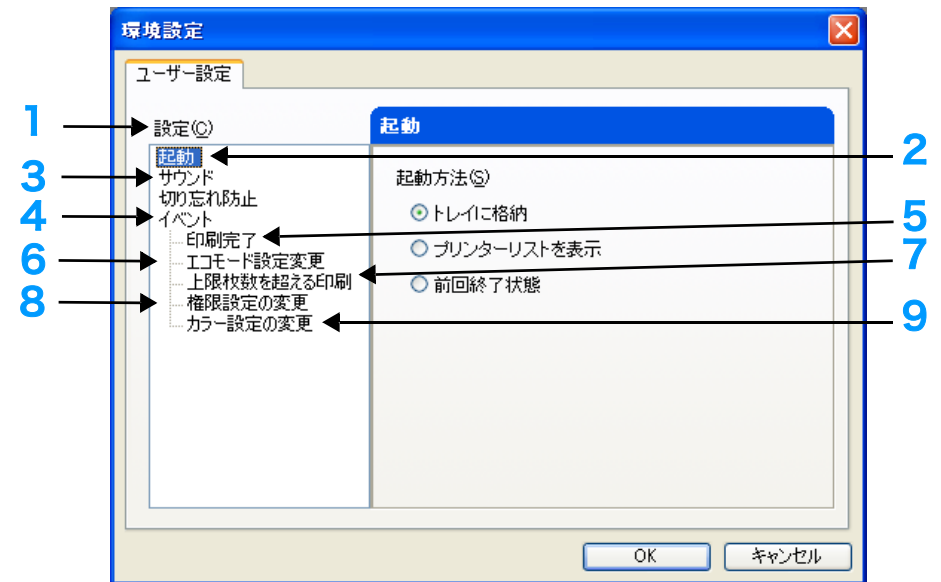 環境設定
ユーザー設定
1 設定(C)
起動 2
3 サウンド
切り忘れ防止
4 イベント
印刷完了 5
6 エコモード設定変更
上限枚数を超える印刷 7
8 権限設定の変更
カラー設定の変更 9
起動
起動方法(S)
トレイに格納
プリンターリストを表示
前回終了状態
OK キャンセル